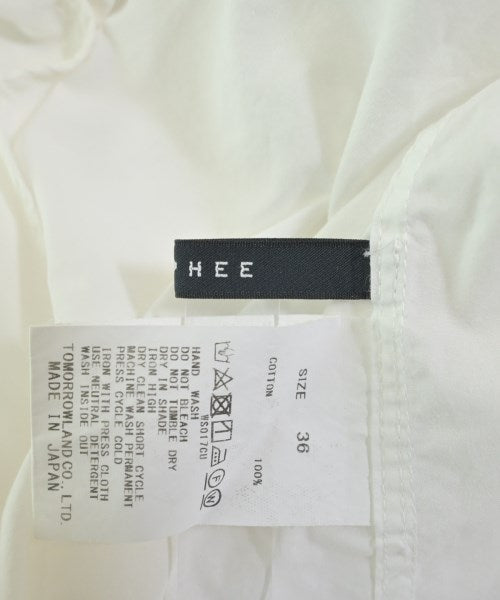 HEE
SIZE 36
COTTON 100%
WS017CU
HAND WASH
DO NOT BLEACH
DO NOT TUMBLE DRY
DRY IN SHADE
IRON HIGH
DRY CLEAN SHORT CYCLE
MACHINE WASH PERMANENT
PRESS CYCLE COLD
IRON WITH PRESS CLOTH
USE NEUTRAL DETERGENT
WASH INSIDE OUT
TOMORROWLAND CO., LTD.
MADE IN JAPAN